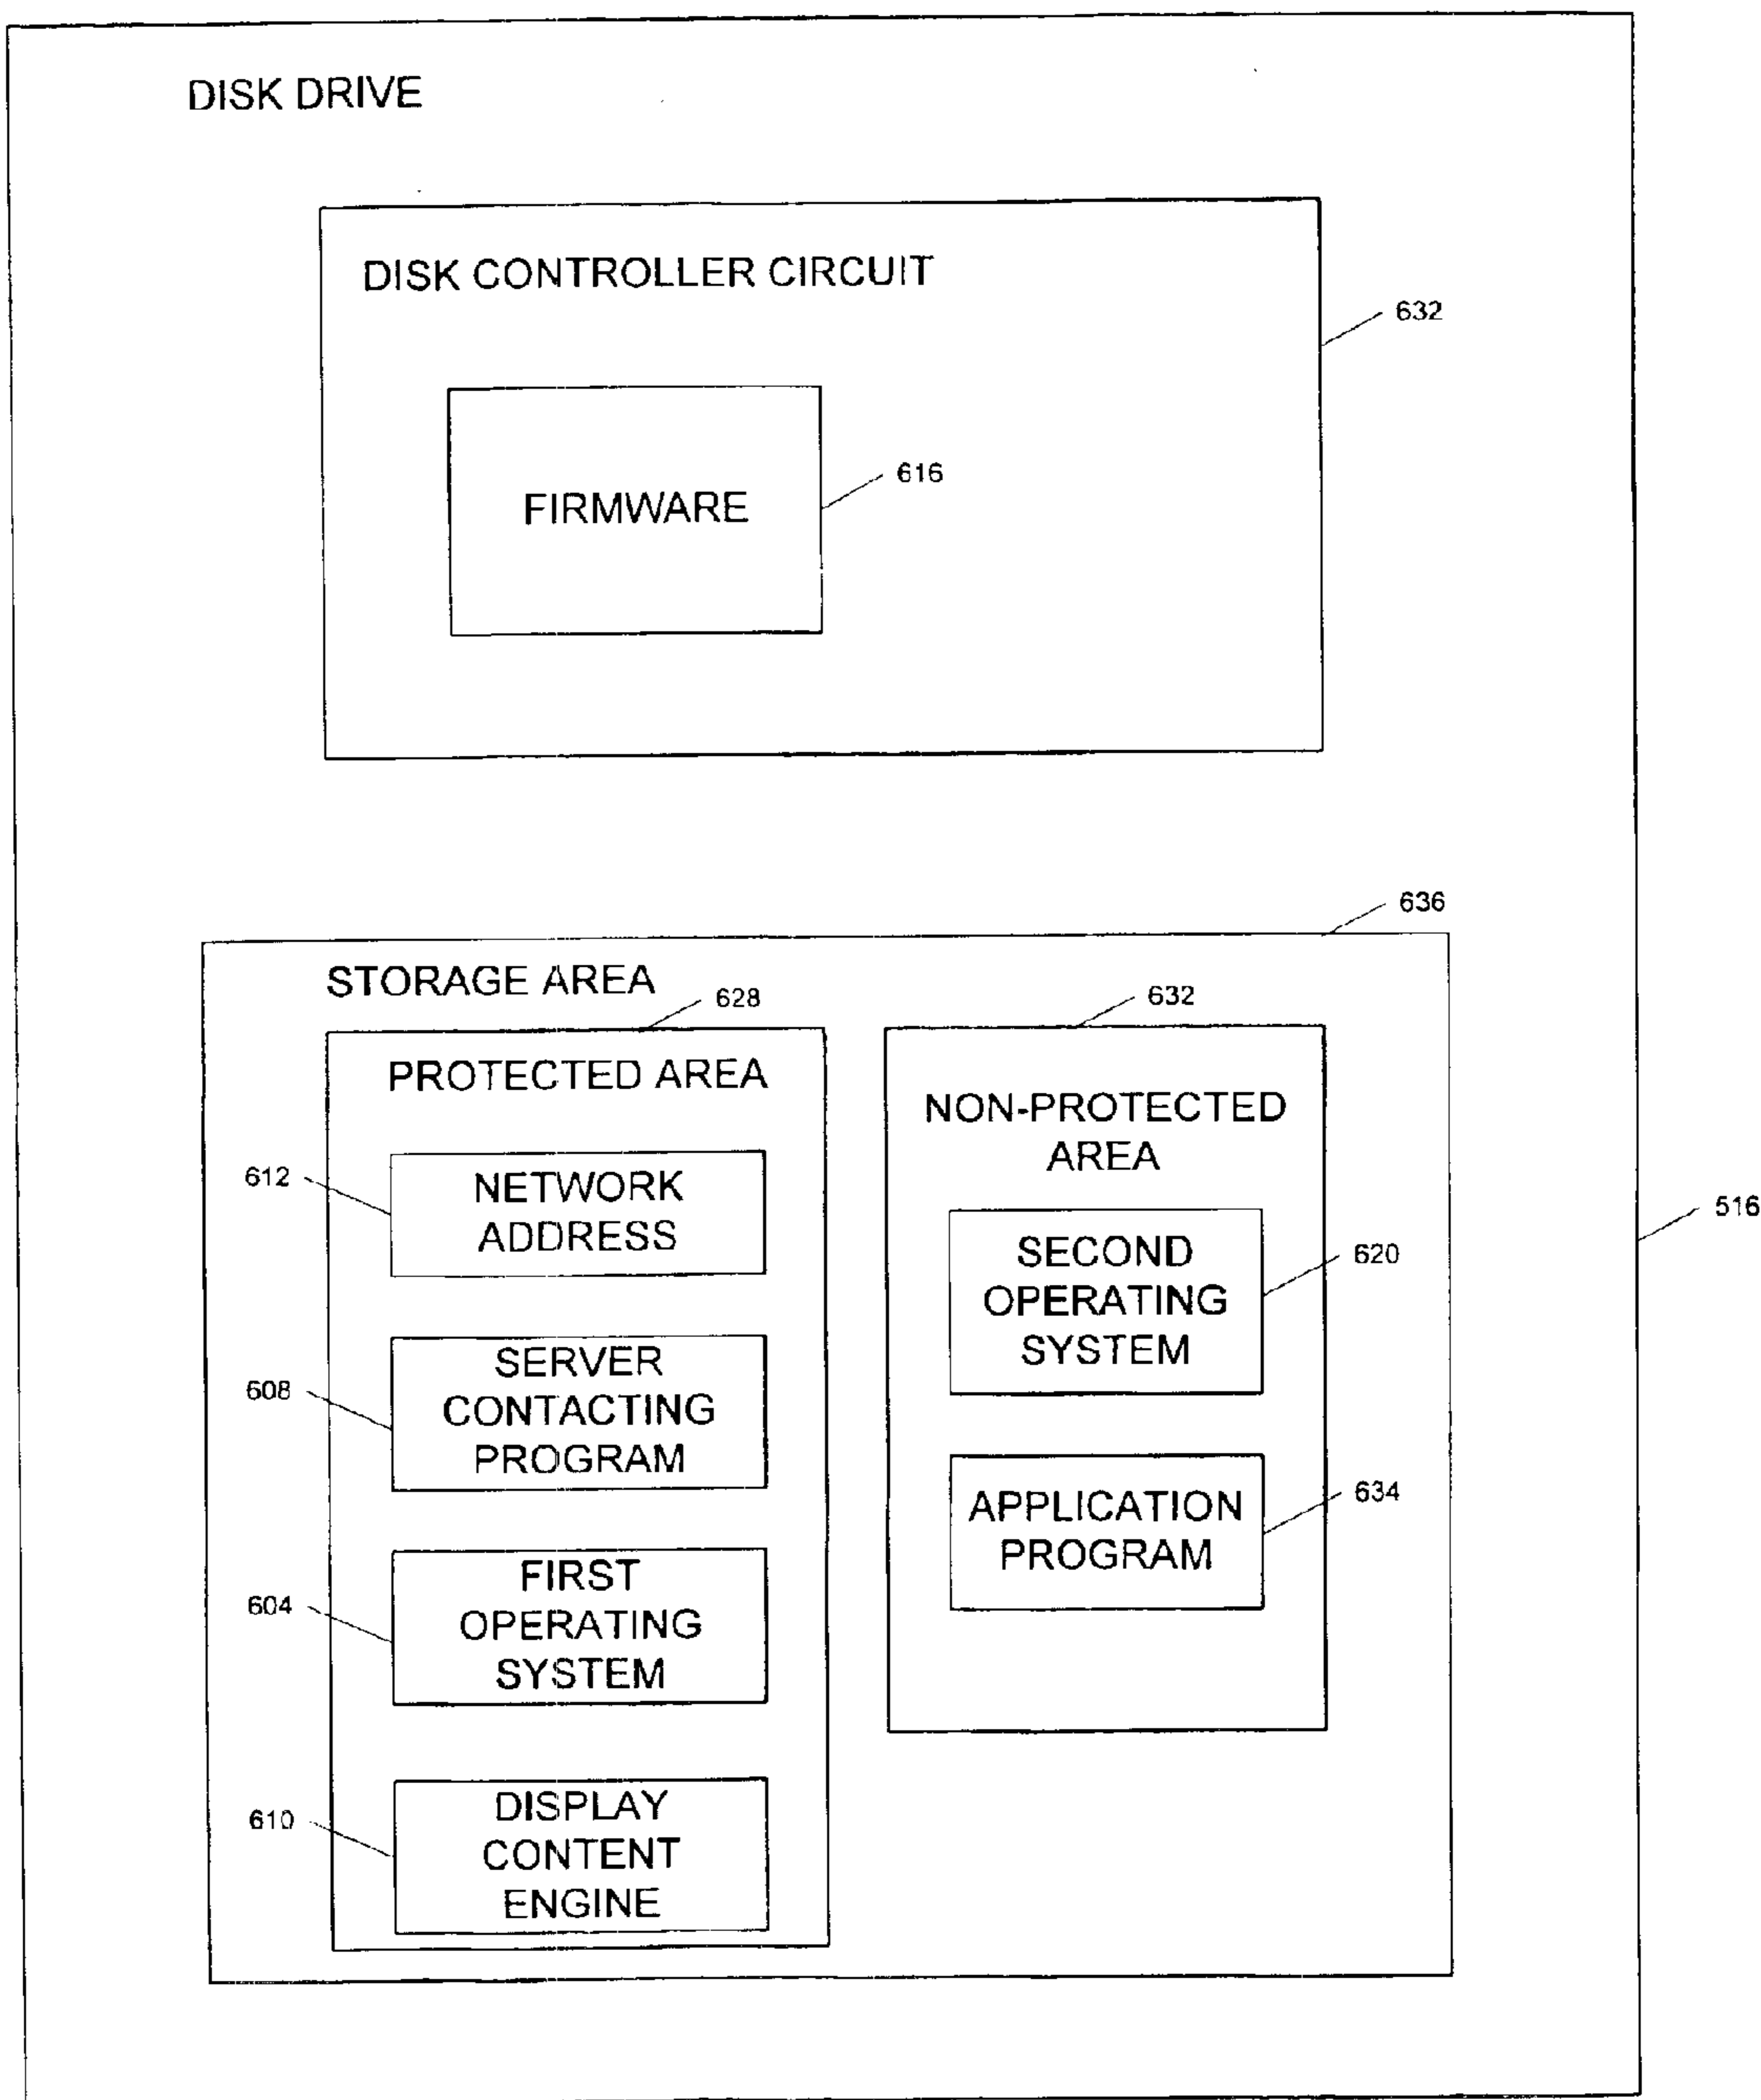 DISK DRIVE
DISK CONTROLLER CIRCUIT
632
FIRMWARE
616
636
STORAGE AREA
628
632
PROTECTED AREA
NETWORK
ADDRESS
612
SERVER
CONTACTING
PROGRAM
608
FIRST
OPERATING
SYSTEM
604
DISPLAY
CONTENT
ENGINE
610
NON-PROTECTED
AREA
SECOND
OPERATING
SYSTEM
620
APPLICATION
PROGRAM
634
516